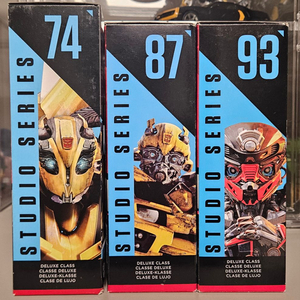 74
STUDIO SERIES
DELUXE CLASS
CLASSE DELUXE
DELUXE-KLASSE
CLASE DE LUJO
87
STUDIO SERIES
DELUXE CLASS
CLASSE DELUXE
DELUXE-KLASSE
CLASE DE LUJO
93
STUDIO SERIES
DELUXE CLASS
CLASSE DELUXE
DELUXE-KLASSE
CLASE DE LUJO